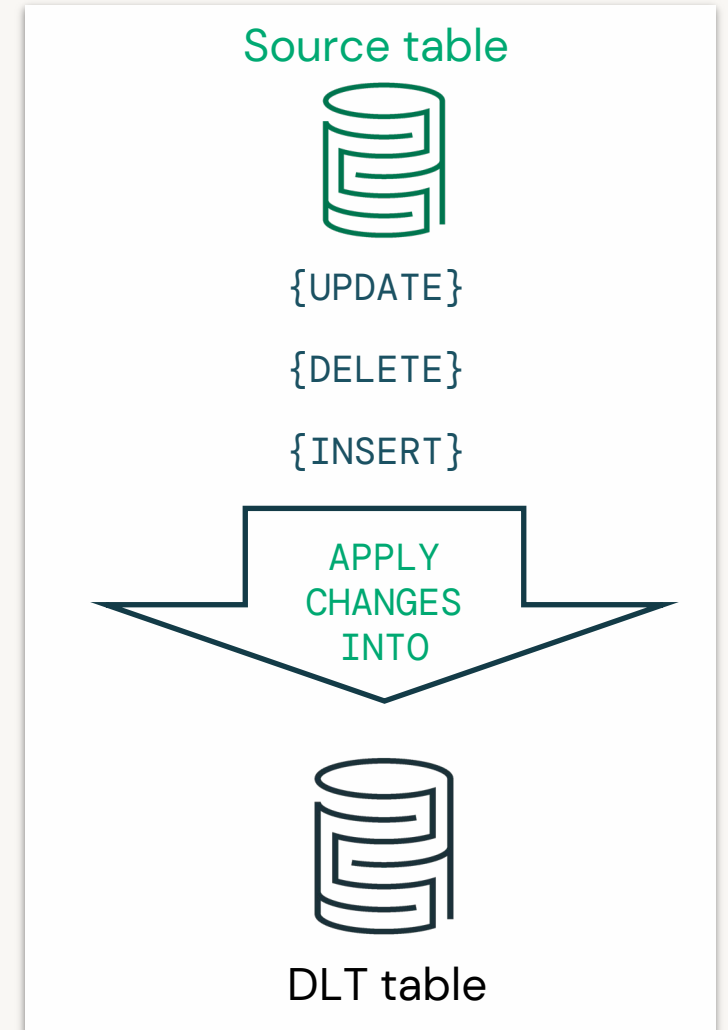 Source table
{UPDATE}
{DELETE}
{INSERT}
APPLY
CHANGES
INTO
DLT table